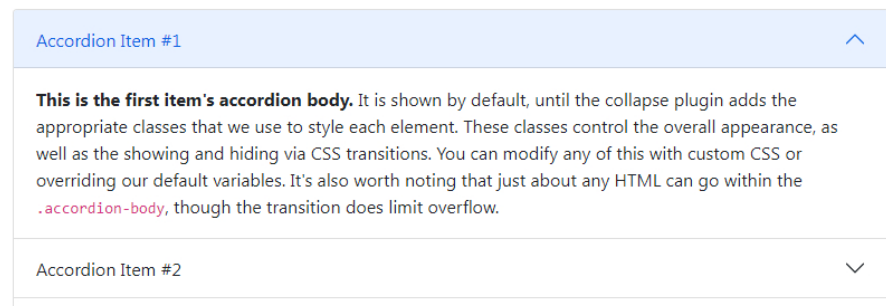 Accordion Item #1
This is the first item's accordion body. It is shown by default, until the collapse plugin adds the
appropriate classes that we use to style each element. These classes control the overall appearance, as
well as the showing and hiding via CSS transitions. You can modify any of this with custom CSS or
overriding our default variables. It's also worth noting that just about any HTML can go within the
.accordion-body, though the transition does limit overflow.
Accordion Item #2